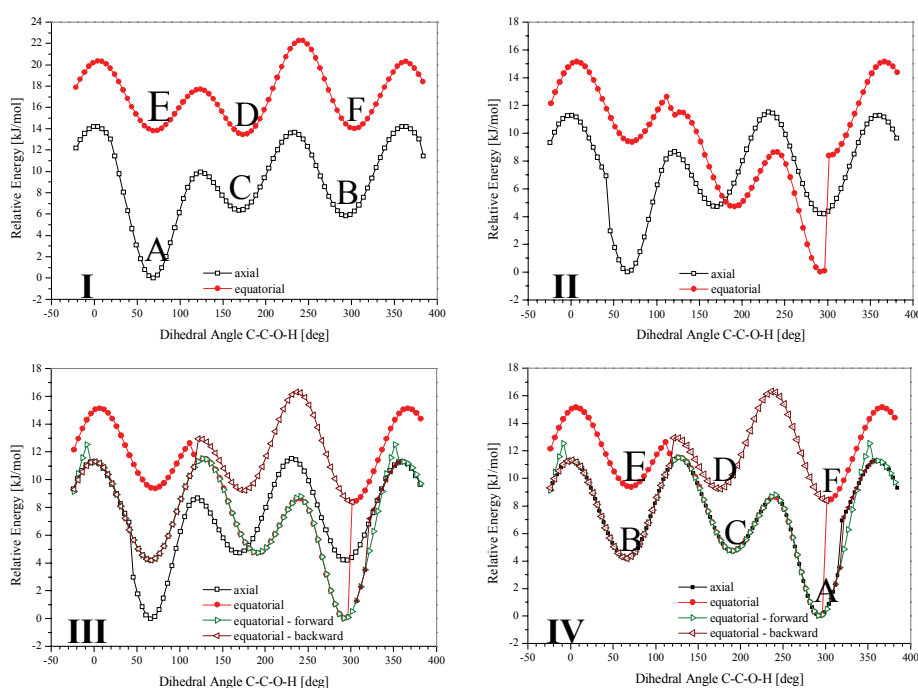 24
22
20
18
16
14
12
10
8
6
4
2
0
-2
Relative Energy [kJ/mol]
E
D
F
C
B
A
I
axial
equatorial
-50 0 50 100 150 200 250 300 350 400
Dihedral Angle C-C-O-H [deg]
18
16
14
12
10
8
6
4
2
0
-2
Relative Energy [kJ/mol]
II
axial
equatorial
-50 0 50 100 150 200 250 300 350 400
Dihedral Angle C-C-O-H [deg]
18
16
14
12
10
8
6
4
2
0
-2
Relative Energy [kJ/mol]
III
axial
equatorial
equatorial - forward
equatorial - backward
-50 0 50 100 150 200 250 300 350 400
Dihedral Angle C-C-O-H [deg]
18
16
14
12
10
8
6
4
2
0
-2
Relative Energy [kJ/mol]
E
D
F
B
C
A
IV
axial
equatorial
equatorial - forward
equatorial - backward
-50 0 50 100 150 200 250 300 350 400
Dihedral Angle C-C-O-H [deg]